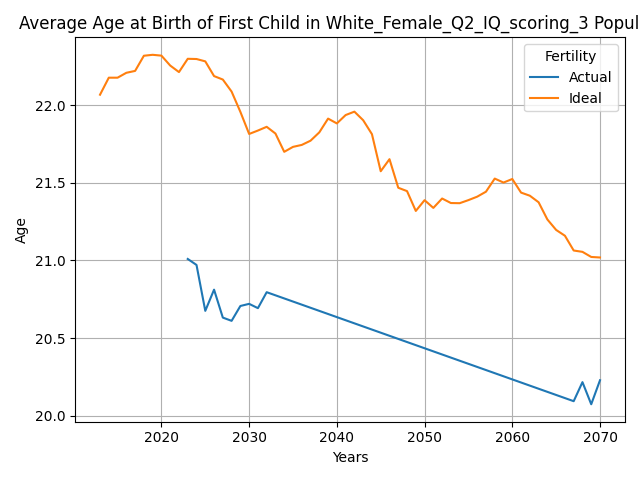 Average Age at Birth of First Child in White_Female_Q2_IQ_scoring_3 Popul
Fertility
Actual
Ideal
22.0
21.5
21.0
20.5
20.0
Age
2020 2030 2040 2050 2060 2070
Years